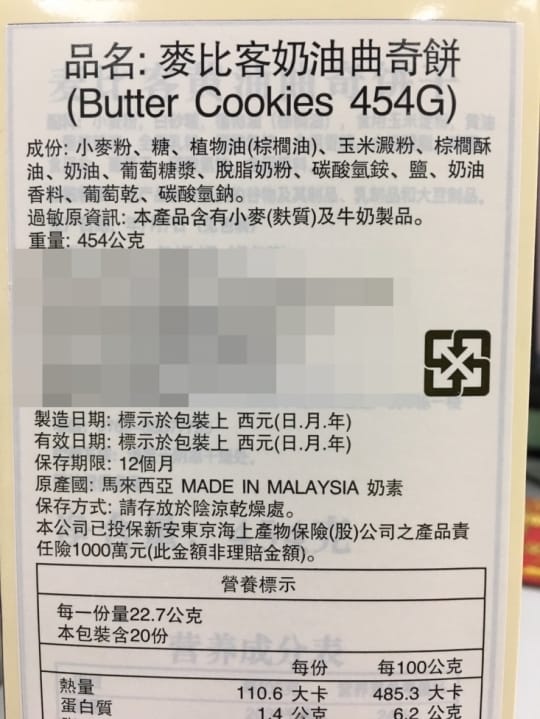 品名: 麥比客奶油曲奇餅
(Butter Cookies 454G)
成份: 小麥粉、糖、植物油(棕櫚油)、玉米澱粉、棕櫚酥
油、奶油、葡萄糖漿、脫脂奶粉、碳酸氫銨、鹽、奶油
香料、葡萄乾、碳酸氫鈉。
過敏原資訊: 本產品含有小麥(麩質)及牛奶製品。
重量: 454公克
製造日期: 標示於包裝上 西元(日.月.年)
有效日期: 標示於包裝上 西元(日.月.年)
保存期限: 12個月
原產國: 馬來西亞 MADE IN MALAYSIA 奶素
保存方式: 請存放於陰涼乾燥處。
本公司已投保新安東京海上產物保險(股)公司之產品責
任險1000萬元(此金額非理賠金額)。
營養標示
每一份量22.7公克
本包裝含20份
每份 每100公克
熱量 110.6 大卡 485.3 大卡
蛋白質 1.4 公克 6.2 公克